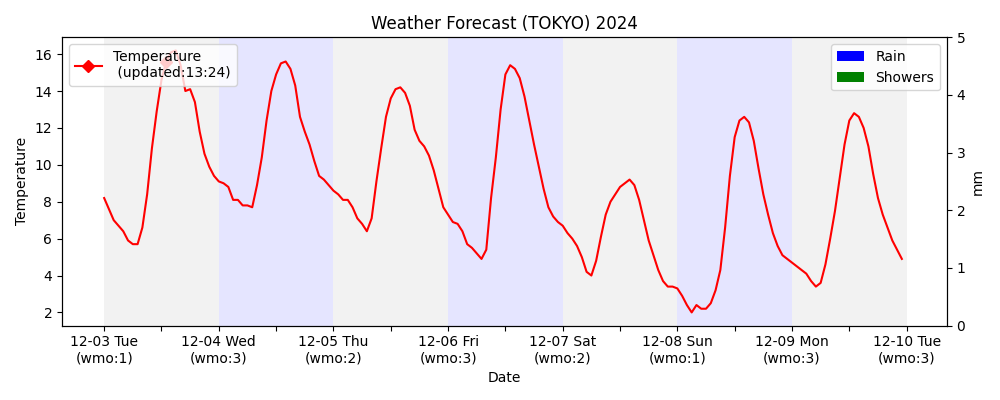 Weather Forecast (TOKYO) 2024
Temperature
(updated:13:24)
Rain
Showers
16
14
12
10
8
6
4
2
Temperature
5
4
3
2
1
0
mm
12-03 Tue
(wmo:1)
12-04 Wed
(wmo:3)
12-05 Thu
(wmo:2)
12-06 Fri
(wmo:3)
12-07 Sat
(wmo:2)
12-08 Sun
(wmo:1)
12-09 Mon
(wmo:3)
12-10 Tue
(wmo:3)
Date